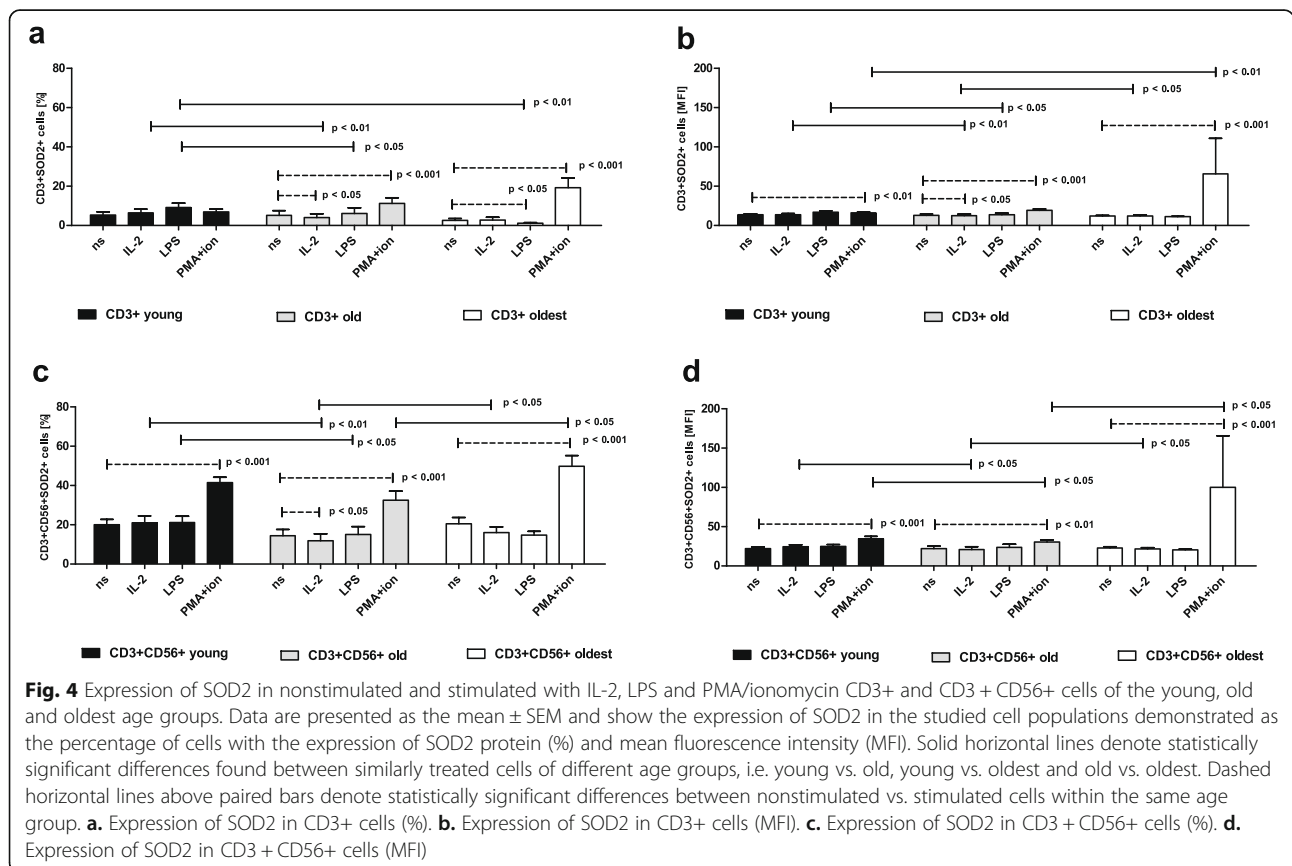 a
80
60
40
20
0
CD3+SOD2+ cells [%]
p < 0.01
p < 0.01
p < 0.05
p < 0.001
p < 0.05
p < 0.001
p < 0.05
ns IL-2 LPS PMA+ion ns IL-2 LPS PMA+ion ns IL-2 LPS PMA+ion
CD3+ young CD3+ old CD3+ oldest
b
200
150
100
50
0
CD3+SOD2+ cells [MFI]
p < 0.01
p < 0.05
p < 0.05
p < 0.01
p < 0.001
p < 0.001
p < 0.01
p < 0.05
ns IL-2 LPS PMA+ion ns IL-2 LPS PMA+ion ns IL-2 LPS PMA+ion
CD3+ young CD3+ old CD3+ oldest
c
80
60
40
20
0
CD3+CD56+SOD2+ cells [%]
p < 0.05
p < 0.01
p < 0.05
p < 0.05
p < 0.001
p < 0.001
p < 0.001
p < 0.05
ns IL-2 LPS PMA+ion ns IL-2 LPS PMA+ion ns IL-2 LPS PMA+ion
CD3+CD56+ young CD3+CD56+ old CD3+CD56+ oldest
d
200
150
100
50
0
CD3+CD56+SOD2+ cells [MFI]
p < 0.05
p < 0.001
p < 0.05
p < 0.05
p < 0.05
p < 0.001
p < 0.01
ns IL-2 LPS PMA+ion ns IL-2 LPS PMA+ion ns IL-2 LPS PMA+ion
CD3+CD56+ young CD3+CD56+ old CD3+CD56+ oldest
Fig. 4 Expression of SOD2 in nonstimulated and stimulated with IL-2, LPS and PMA/ionomycin CD3+ and CD3 + CD56+ cells of the young, old
and oldest age groups. Data are presented as the mean ± SEM and show the expression of SOD2 in the studied cell populations demonstrated as
the percentage of cells with the expression of SOD2 protein (%) and mean fluorescence intensity (MFI). Solid horizontal lines denote statistically
significant differences found between similarly treated cells of different age groups, i.e. young vs. old, young vs. oldest and old vs. oldest. Dashed
horizontal lines above paired bars denote statistically significant differences between nonstimulated vs. stimulated cells within the same age
group. a. Expression of SOD2 in CD3+ cells (%). b. Expression of SOD2 in CD3+ cells (MFI). c. Expression of SOD2 in CD3 + CD56+ cells (%). d.
Expression of SOD2 in CD3 + CD56+ cells (MFI)